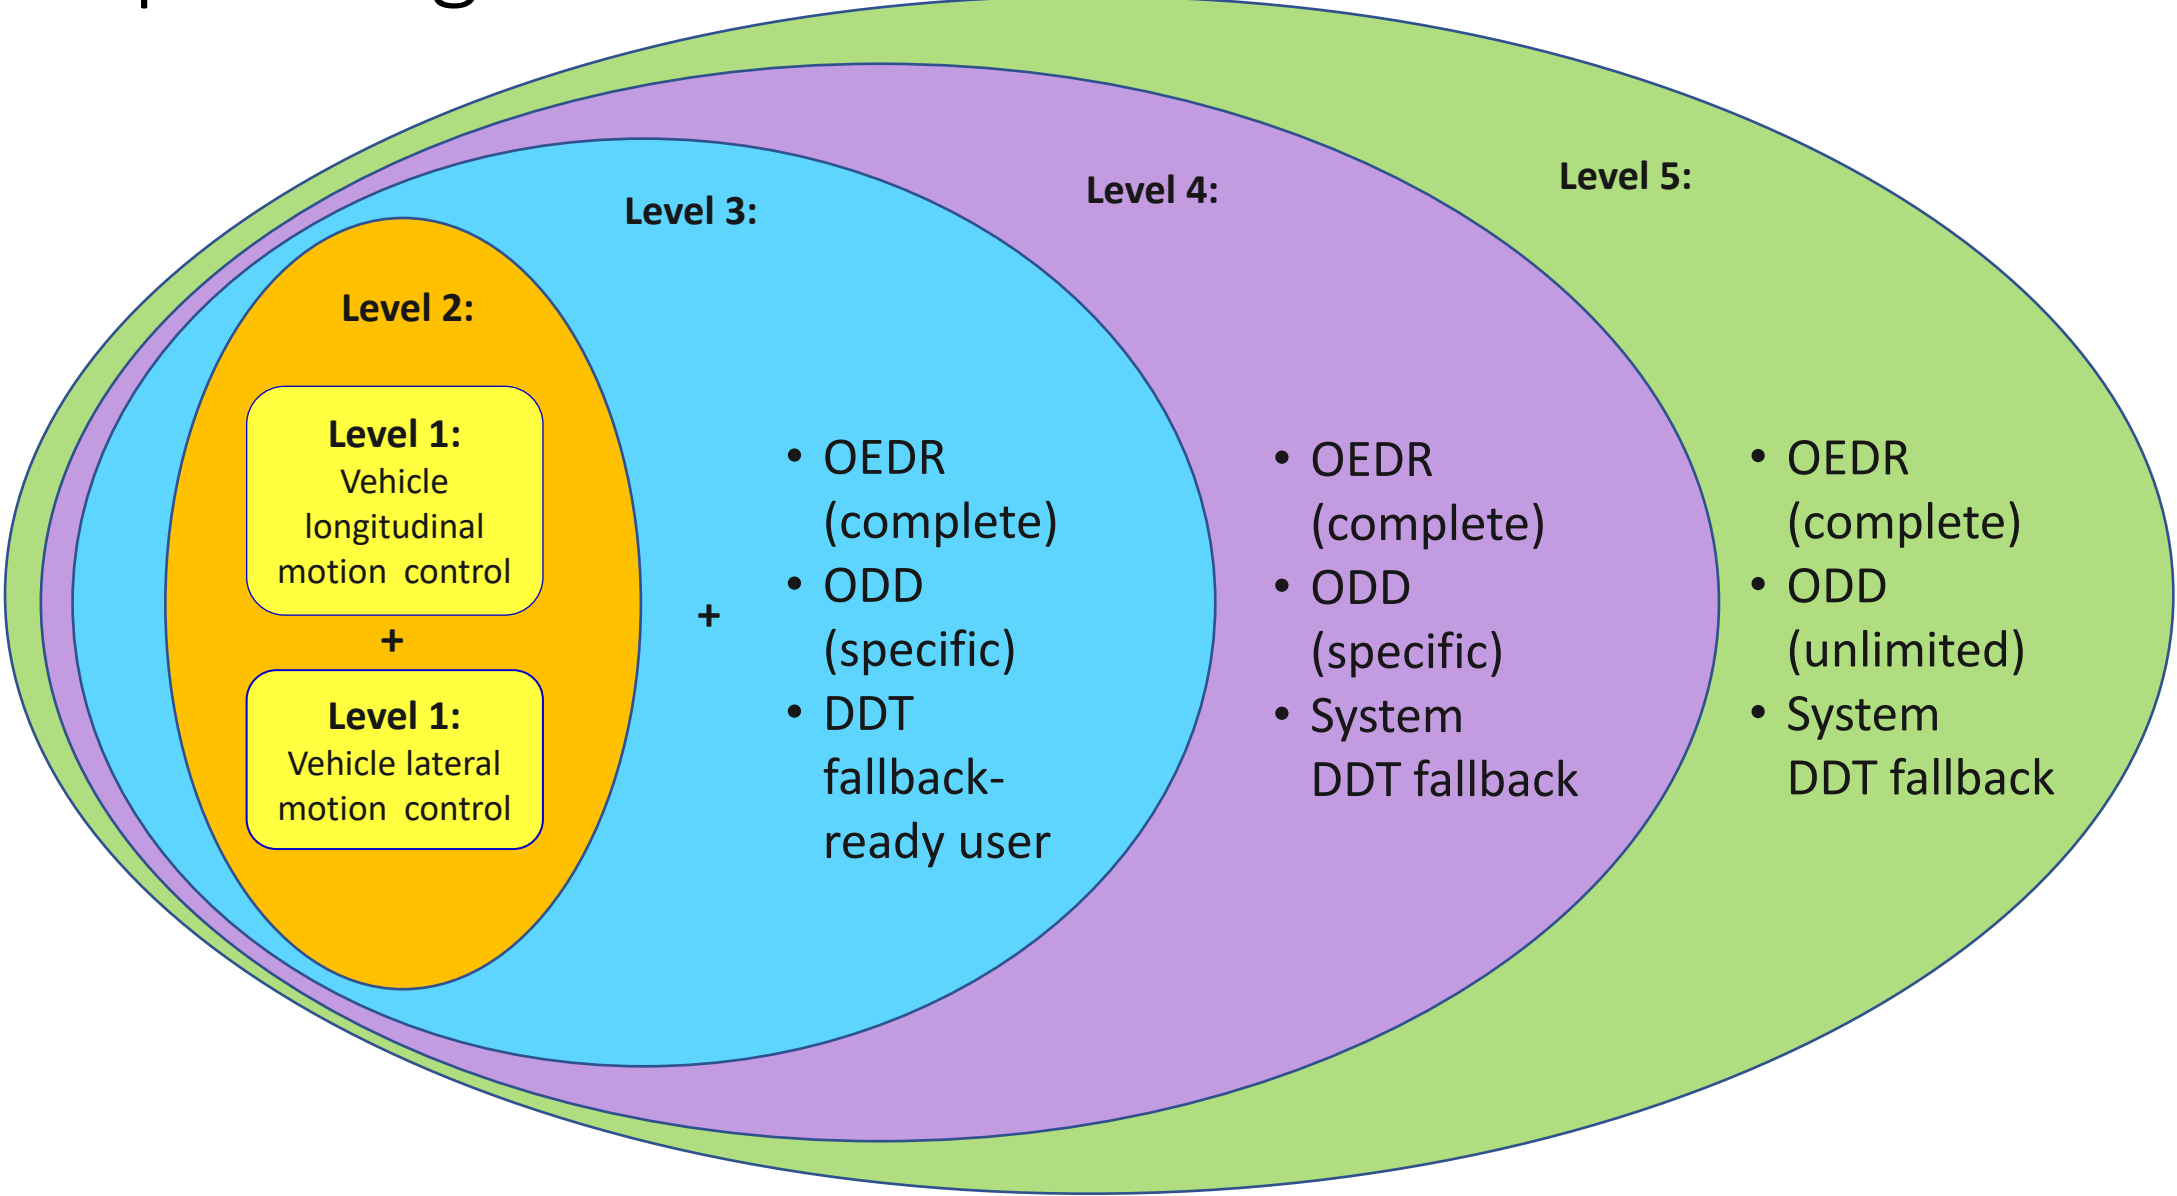 Level 5:
Level 4:
Level 3:
Level 2:
Level 1:
Vehicle
longitudinal
motion control
+
Level 1:
Vehicle lateral
motion control
+
• OEDR
(complete)
• ODD
(specific)
• DDT
fallback-
ready user
• OEDR
(complete)
• ODD
(specific)
• System
DDT fallback
• OEDR
(complete)
• ODD
(unlimited)
• System
DDT fallback